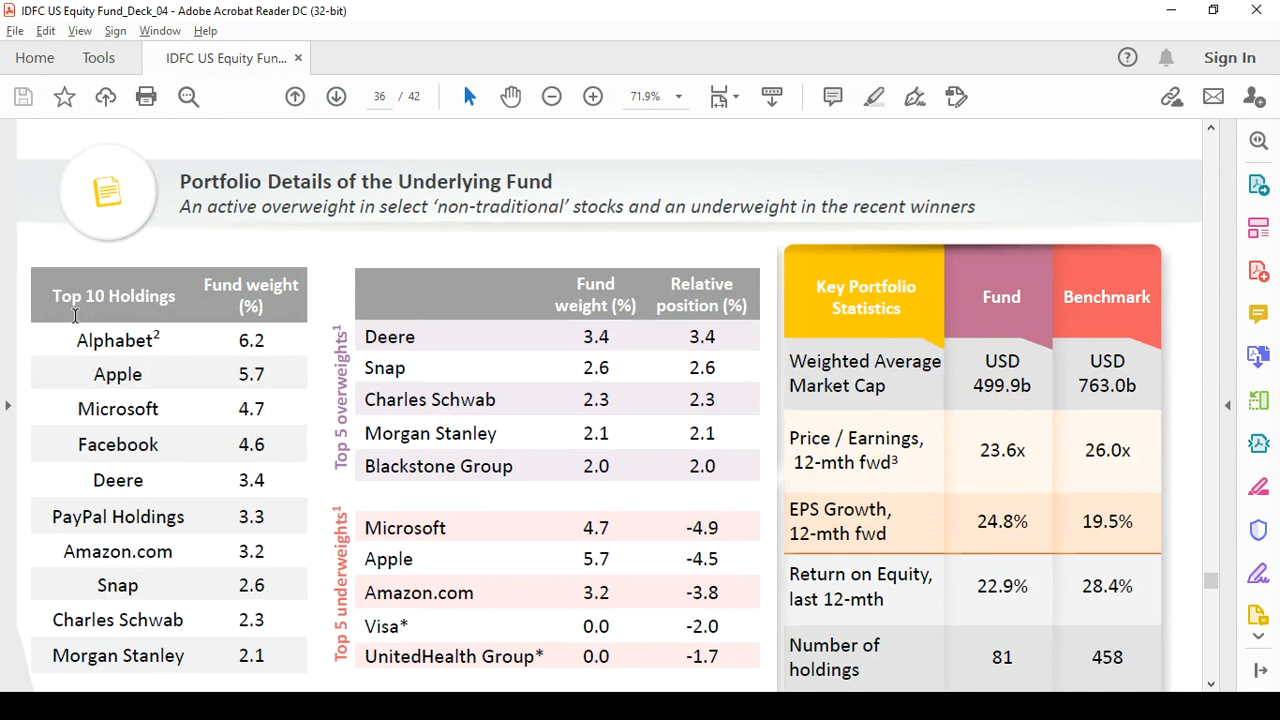 IDFC US Equity Fund_Deck_04 - Adobe Acrobat Reader DC (32-bit)
File Edit View Sign Window Help
Home Tools IDFC US Equity Fun... × Sign In
36 / 42 71.9%
Portfolio Details of the Underlying Fund
An active overweight in select ‘non-traditional’ stocks and an underweight in the recent winners
Top 10 Holdings Fund weight (%)
Alphabet² 6.2
Apple 5.7
Microsoft 4.7
Facebook 4.6
Deere 3.4
PayPal Holdings 3.3
Amazon.com 3.2
Snap 2.6
Charles Schwab 2.3
Morgan Stanley 2.1
Fund weight (%) Relative position (%)
Top 5 overweights¹
Deere 3.4 3.4
Snap 2.6 2.6
Charles Schwab 2.3 2.3
Morgan Stanley 2.1 2.1
Blackstone Group 2.0 2.0
Top 5 underweights¹
Microsoft 4.7 -4.9
Apple 5.7 -4.5
Amazon.com 3.2 -3.8
Visa* 0.0 -2.0
UnitedHealth Group* 0.0 -1.7
Key Portfolio Statistics Fund Benchmark
Weighted Average Market Cap USD 499.9b USD 763.0b
Price / Earnings, 12-mth fwd³ 23.6x 26.0x
EPS Growth, 12-mth fwd 24.8% 19.5%
Return on Equity, last 12-mth 22.9% 28.4%
Number of holdings 81 458